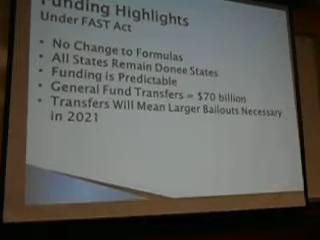 Funding Highlights
Under FAST Act
• No Change to Formulas
• All States Remain Donee States
• Funding is Predictable
• General Fund Transfers = $70 billion
• Transfers Will Mean Larger Bailouts Necessary
in 2021